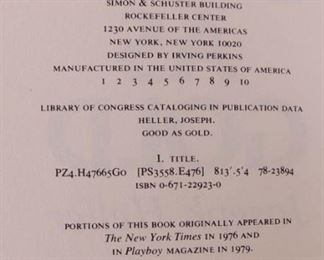 SIMON & SCHUSTER BUILDING
ROCKEFELLER CENTER
1230 AVENUE OF THE AMERICAS
NEW YORK, NEW YORK 10020
DESIGNED BY IRVING PERKINS
MANUFACTURED IN THE UNITED STATES OF AMERICA
1 2 3 4 5 6 7 8 9 10
LIBRARY OF CONGRESS CATALOGING IN PUBLICATION DATA
HELLER, JOSEPH.
GOOD AS GOLD.
I. TITLE.
PZ4.H47665Go [PS3558.E476] 813'.5'4 78-23894
ISBN 0-671-22923-0
PORTIONS OF THIS BOOK ORIGINALLY APPEARED IN
The New York Times IN 1976 AND
IN Playboy MAGAZINE IN 1979.